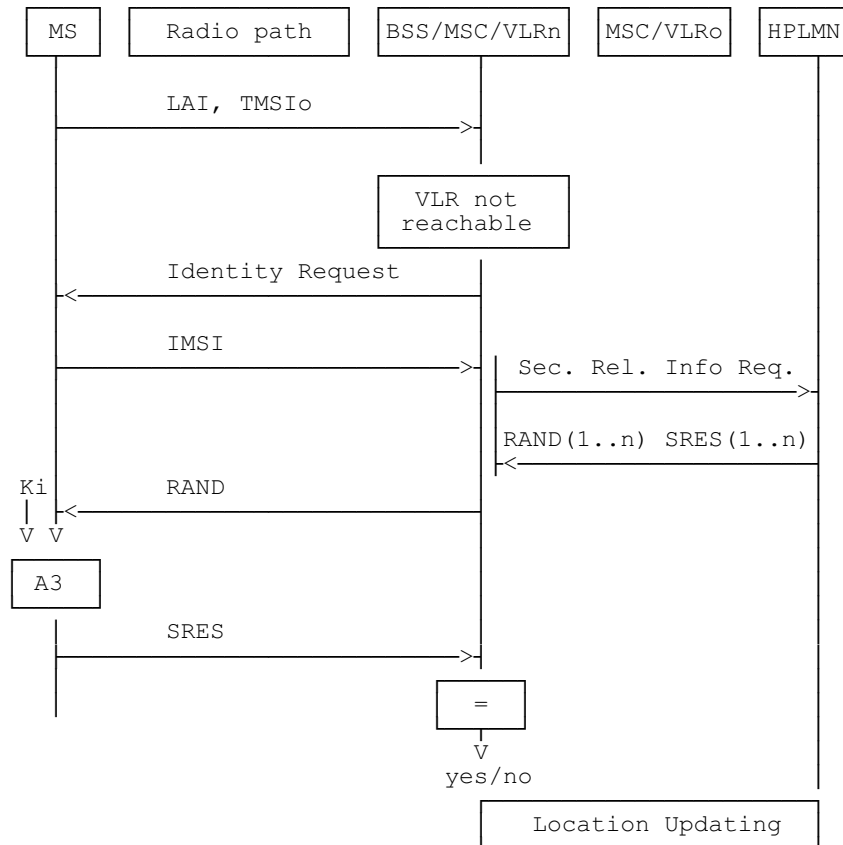 MS Radio path BSS/MSC/VLRn MSC/VLRo HPLMN
LAI, TMSIo
VLR not
reachable
Identity Request
IMSI
Sec. Rel. Info Req.
RAND(1..n) SRES(1..n)
Ki RAND
V V
A3
SRES
=
V
yes/no
Location Updating